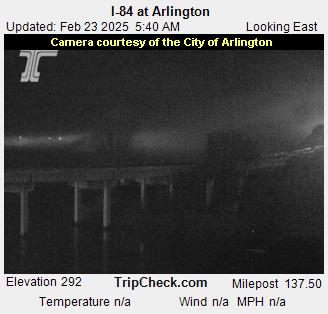 I-84 at Arlington
Updated: Feb 23 2025 5:40 AM Looking East
Camera courtesy of the City of Arlington
Elevation 292 TripCheck.com Milepost 137.50
Temperature n/a Wind n/a MPH n/a